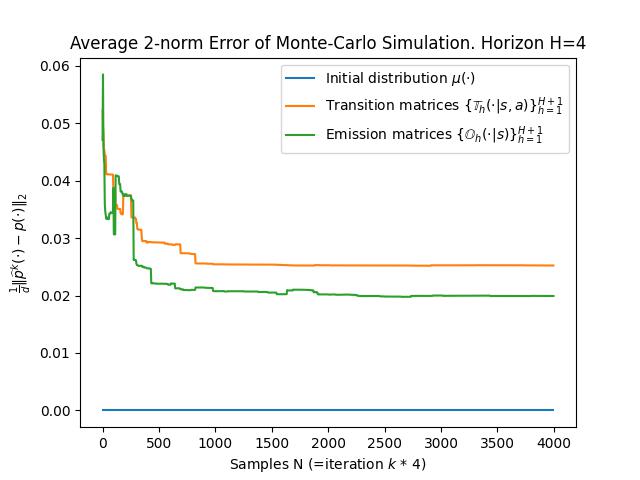 Average 2-norm Error of Monte-Carlo Simulation. Horizon H=4
Initial distribution μ(·)
Transition matrices {𝕋ₕ(·|s, a)}ₕ₌₁ᴴ⁺¹
Emission matrices {𝕆ₕ(·|s)}ₕ₌₁ᴴ⁺¹
1/d ‖p̂ᵏ(·) − p(·)‖₂
0.06
0.05
0.04
0.03
0.02
0.01
0.00
0 500 1000 1500 2000 2500 3000 3500 4000
Samples N (=iteration k * 4)